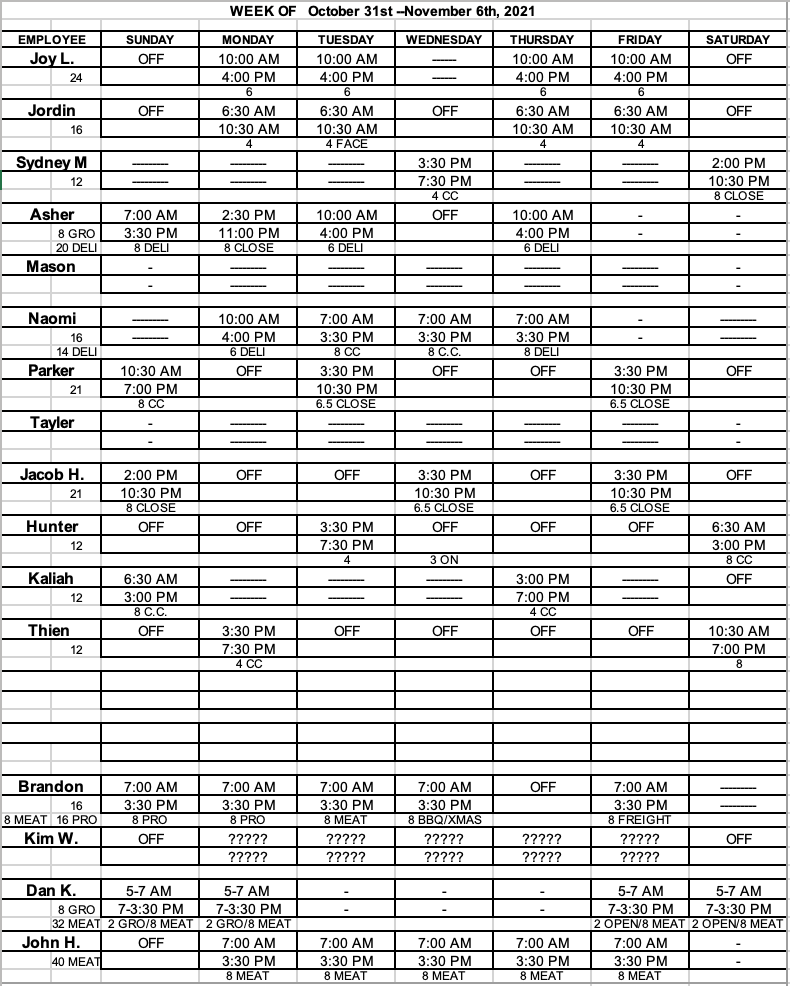 WEEK OF October 31st --November 6th, 2021
EMPLOYEE SUNDAY MONDAY TUESDAY WEDNESDAY THURSDAY FRIDAY SATURDAY
Joy L. OFF 10:00 AM 10:00 AM ------ 10:00 AM 10:00 AM OFF
24 4:00 PM 4:00 PM ------ 4:00 PM 4:00 PM
6 6 6 6
Jordin OFF 6:30 AM 6:30 AM OFF 6:30 AM 6:30 AM OFF
16 10:30 AM 10:30 AM 10:30 AM 10:30 AM
4 4 FACE 4 4
Sydney M --------- --------- --------- 3:30 PM --------- --------- 2:00 PM
12 --------- --------- --------- 7:30 PM --------- --------- 10:30 PM
4 CC 8 CLOSE
Asher 7:00 AM 2:30 PM 10:00 AM OFF 10:00 AM - -
8 GRO 3:30 PM 11:00 PM 4:00 PM 4:00 PM - -
20 DELI 8 DELI 8 CLOSE 6 DELI 6 DELI
Mason - --------- --------- --------- --------- --------- -
- --------- --------- --------- --------- --------- -
Naomi --------- 10:00 AM 7:00 AM 7:00 AM 7:00 AM - ---------
16 --------- 4:00 PM 3:30 PM 3:30 PM 3:30 PM - ---------
14 DELI 6 DELI 8 CC 8 C.C. 8 DELI
Parker 10:30 AM OFF 3:30 PM OFF OFF 3:30 PM OFF
21 7:00 PM 10:30 PM 10:30 PM
8 CC 6.5 CLOSE 6.5 CLOSE
Tayler - --------- --------- --------- --------- --------- -
- --------- --------- --------- --------- --------- -
Jacob H. 2:00 PM OFF OFF 3:30 PM OFF 3:30 PM OFF
21 10:30 PM 10:30 PM 10:30 PM
8 CLOSE 6.5 CLOSE 6.5 CLOSE
Hunter OFF OFF 3:30 PM OFF OFF OFF 6:30 AM
12 7:30 PM 3:00 PM
4 3 ON 8 CC
Kaliah 6:30 AM --------- --------- --------- 3:00 PM --------- OFF
12 3:00 PM --------- --------- --------- 7:00 PM ---------
8 C.C. 4 CC
Thien OFF 3:30 PM OFF OFF OFF OFF 10:30 AM
12 7:30 PM 7:00 PM
4 CC 8
Brandon 7:00 AM 7:00 AM 7:00 AM 7:00 AM OFF 7:00 AM ---------
16 3:30 PM 3:30 PM 3:30 PM 3:30 PM 3:30 PM ---------
8 MEAT 16 PRO 8 PRO 8 PRO 8 MEAT 8 BBQ/XMAS 8 FREIGHT
Kim W. OFF ????? ????? ????? ????? ????? OFF
????? ????? ????? ????? ?????
Dan K. 5-7 AM 5-7 AM - - - 5-7 AM 5-7 AM
8 GRO 7-3:30 PM 7-3:30 PM - - - 7-3:30 PM 7-3:30 PM
32 MEAT 2 GRO/8 MEAT 2 GRO/8 MEAT 2 OPEN/8 MEAT 2 OPEN/8 MEAT
John H. OFF 7:00 AM 7:00 AM 7:00 AM 7:00 AM 7:00 AM -
40 MEAT 3:30 PM 3:30 PM 3:30 PM 3:30 PM 3:30 PM -
8 MEAT 8 MEAT 8 MEAT 8 MEAT 8 MEAT